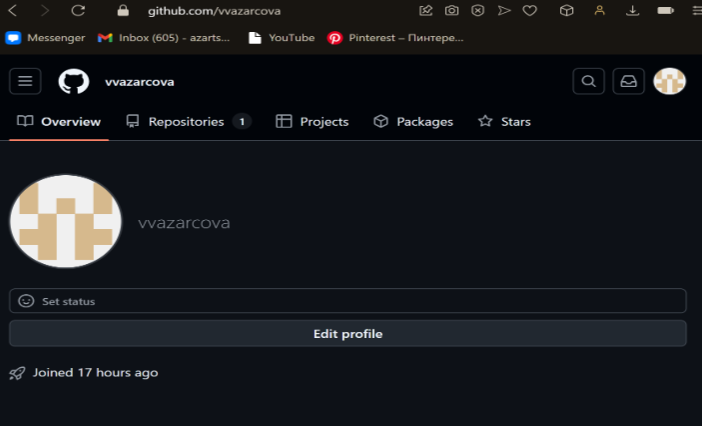 github.com/vvazarcova
Messenger Inbox (605) - azarts... YouTube Pinterest – Пинтере...
vvazarcova
Overview Repositories 1 Projects Packages Stars
vvazarcova
Set status
Edit profile
Joined 17 hours ago